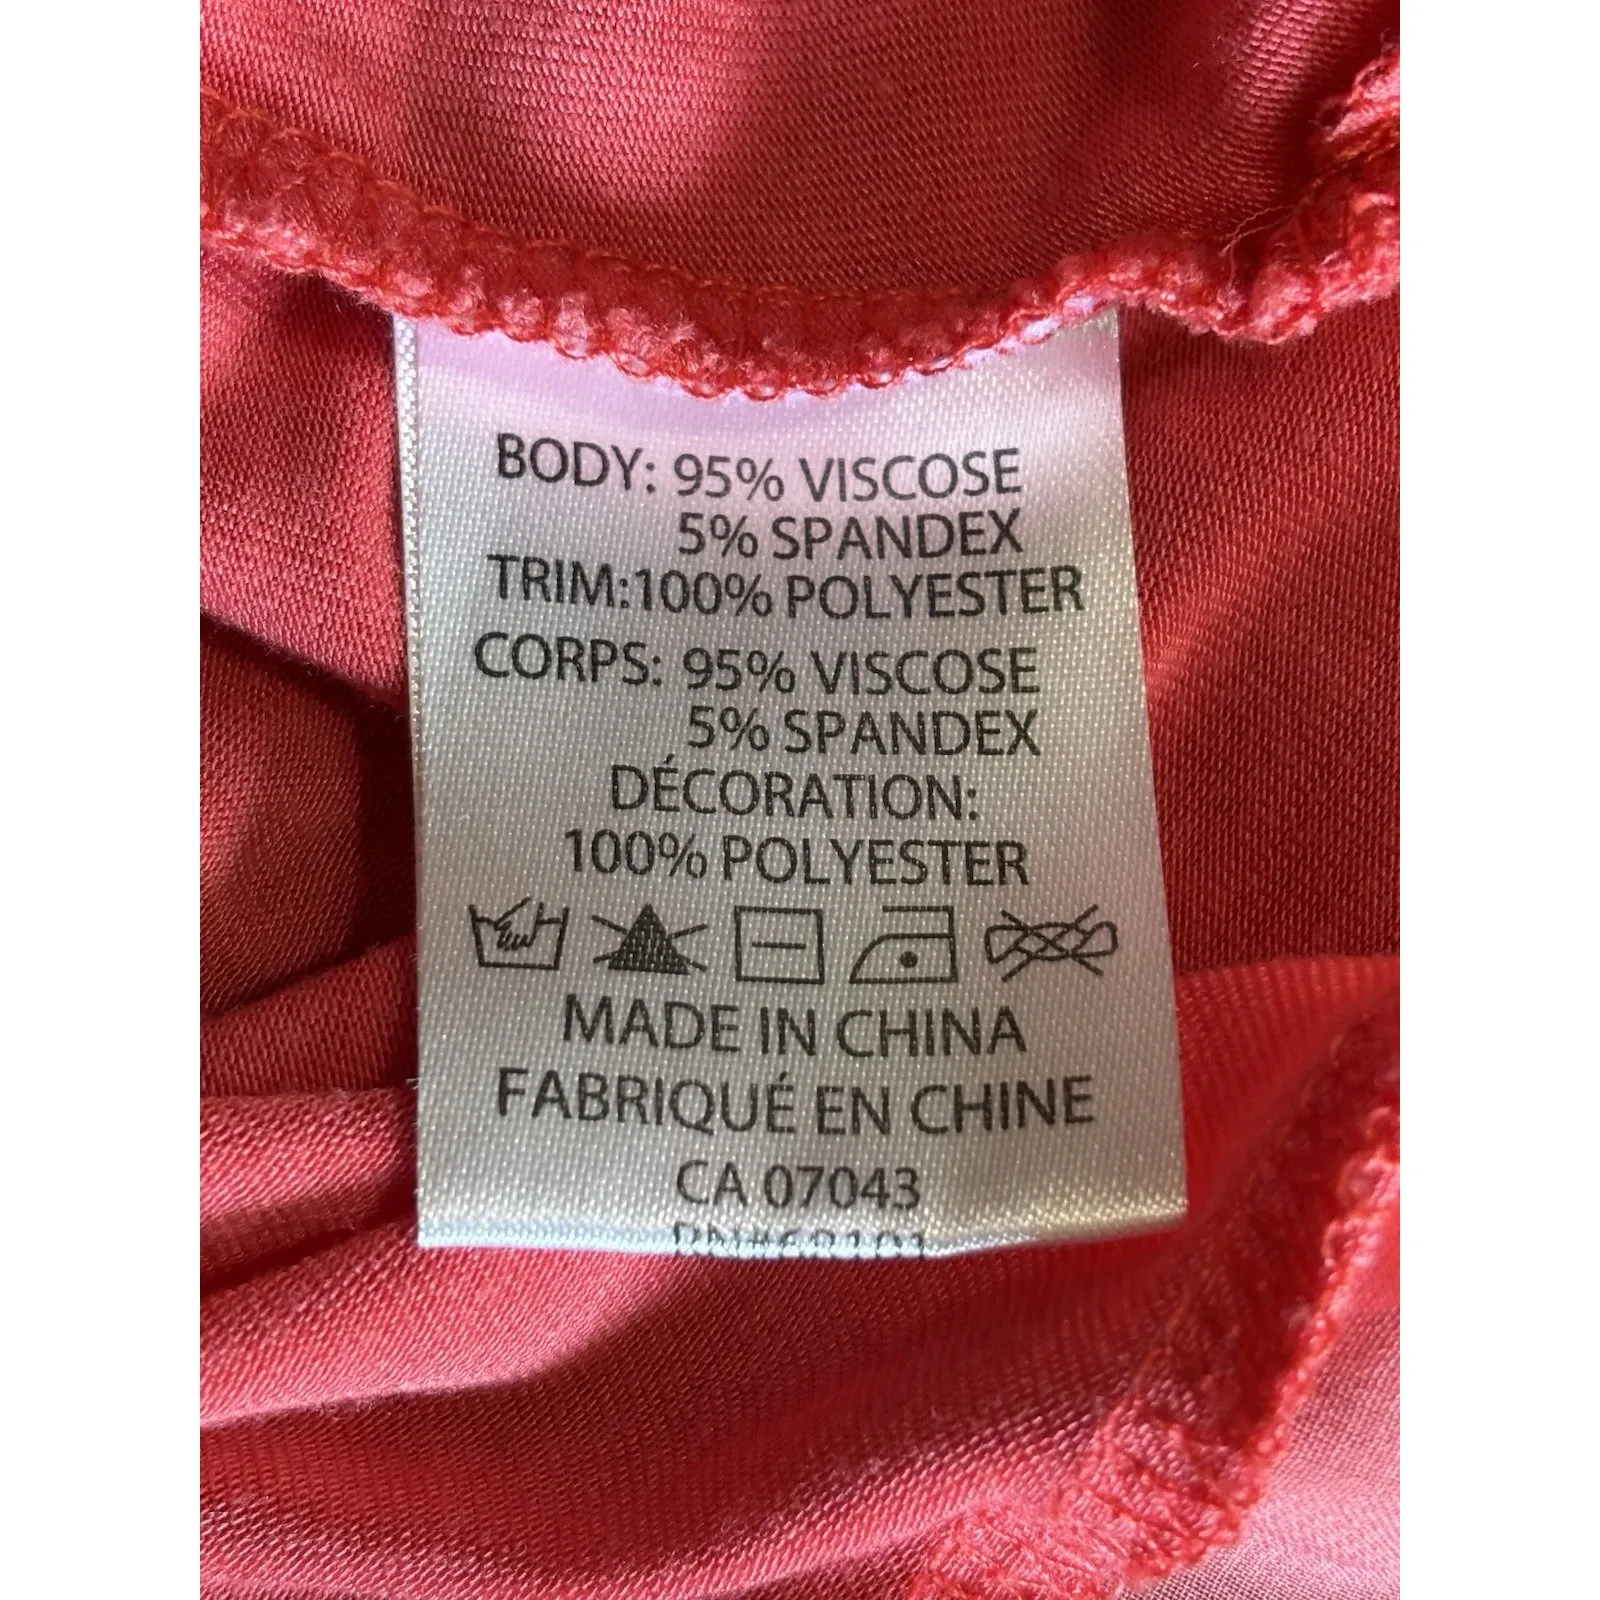 BODY: 95% VISCOSE
5% SPANDEX
TRIM:100% POLYESTER
CORPS: 95% VISCOSE
5% SPANDEX
DÉCORATION:
100% POLYESTER
MADE IN CHINA
FABRIQUÉ EN CHINE
CA 07043